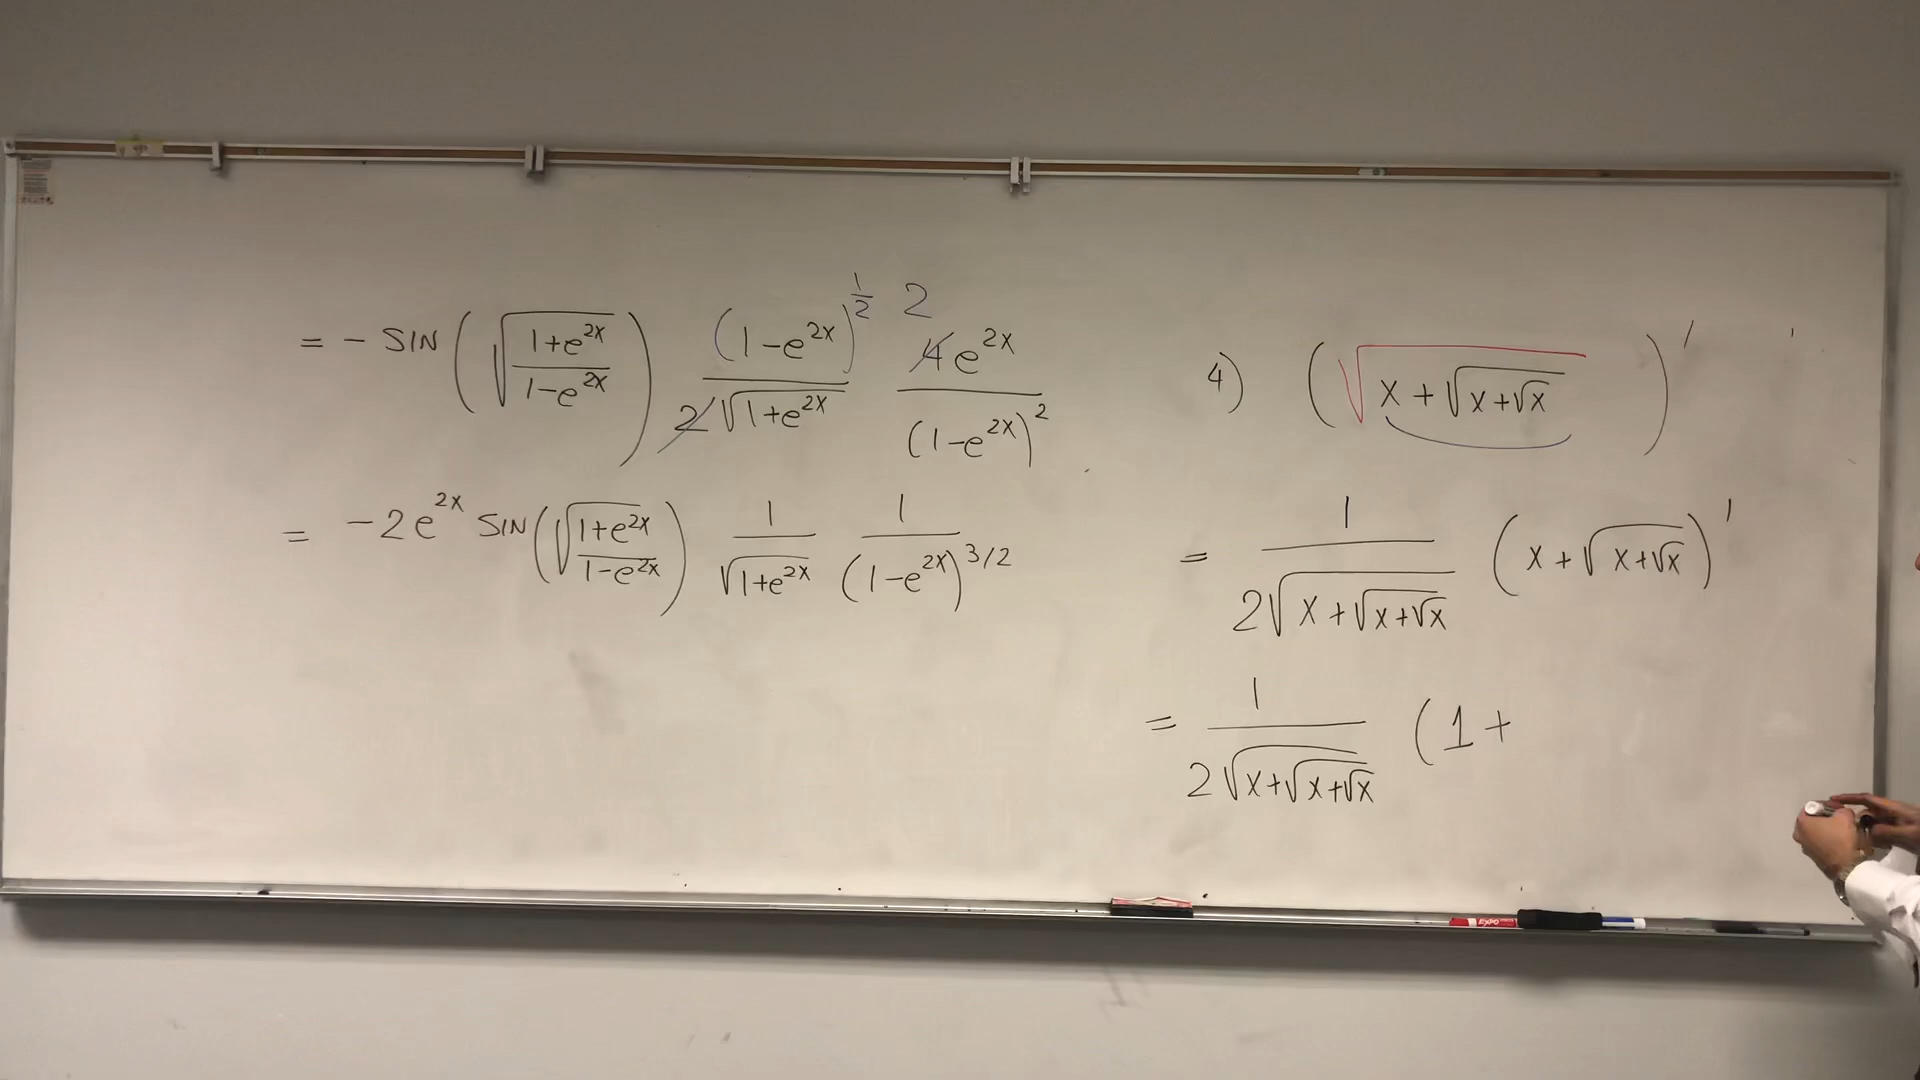 = - SIN (√((1+e^{2x})/(1-e^{2x}))) (1-e^{2x})^{1/2}/(2√(1+e^{2x})) 2 4e^{2x}/(1-e^{2x})^2
= -2e^{2x} SIN(√((1+e^{2x})/(1-e^{2x}))) 1/√(1+e^{2x}) 1/(1-e^{2x})^{3/2}
4) (√(x+√(x+√x)))'
= 1/(2√(x+√(x+√x))) (x+√(x+√x))'
= 1/(2√(x+√(x+√x))) (1+
EXPO